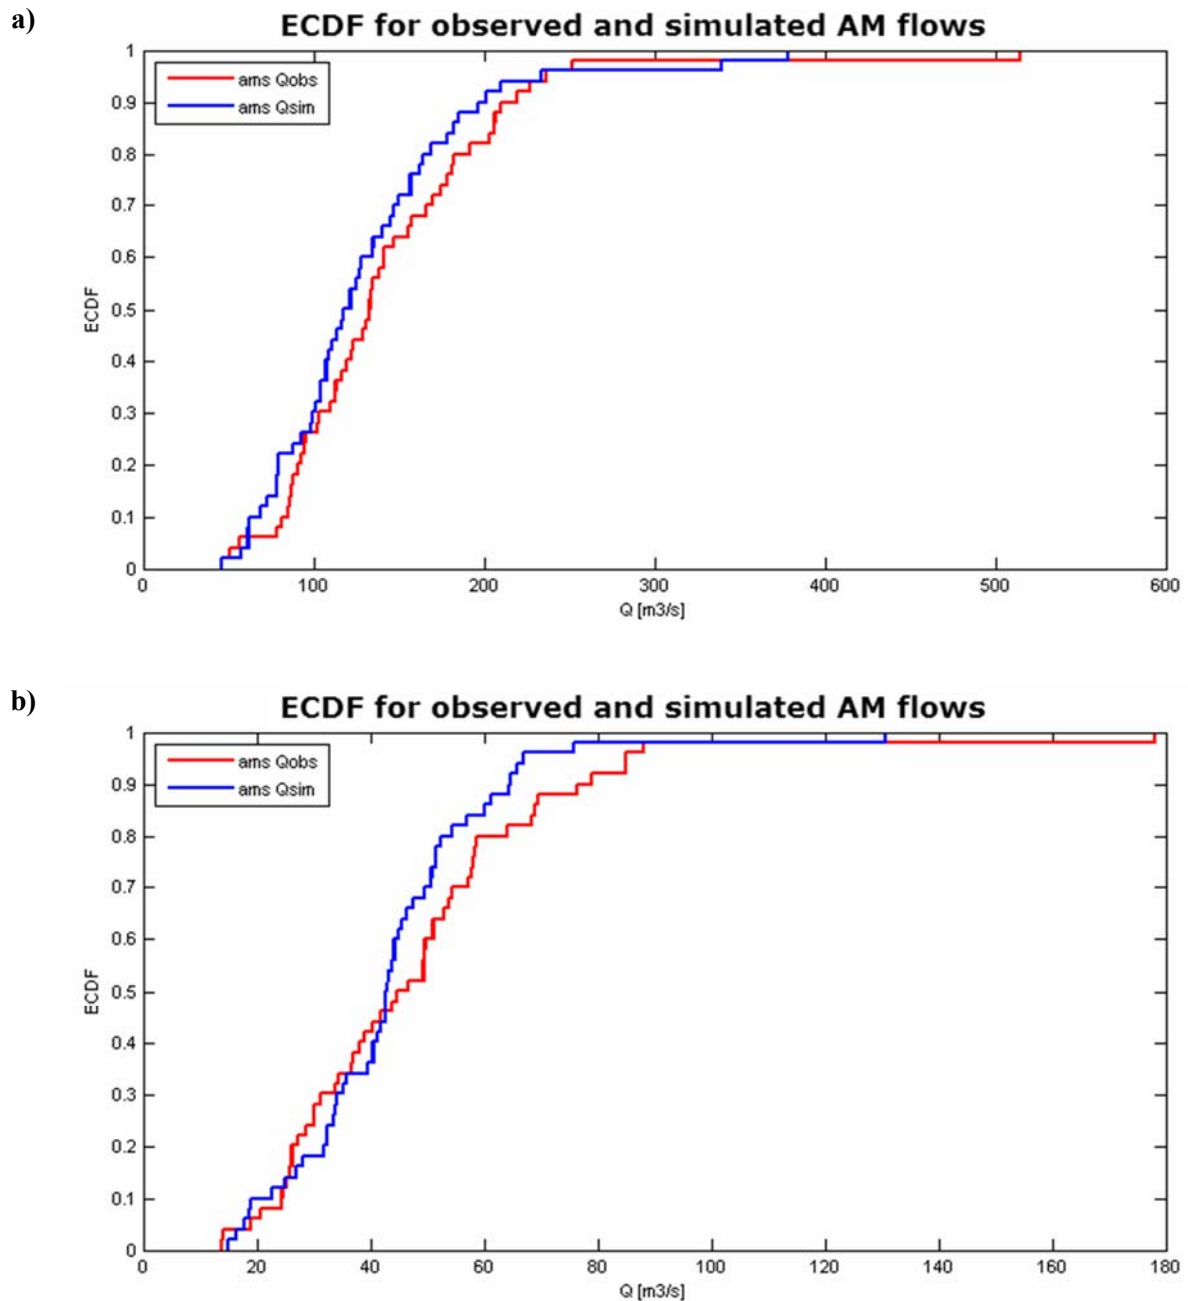 a)
ECDF for observed and simulated AM flows
1
ams Qobs
ams Qsim
0.9
0.8
0.7
0.6
0.5
ECDF
0.4
0.3
0.2
0.1
0
0 100 200 300 400 500 600
Q [m3/s]
b)
ECDF for observed and simulated AM flows
1
ams Qobs
ams Qsim
0.9
0.8
0.7
0.6
0.5
ECDF
0.4
0.3
0.2
0.1
0
0 20 40 60 80 100 120 140 160 180
Q [m3/s]